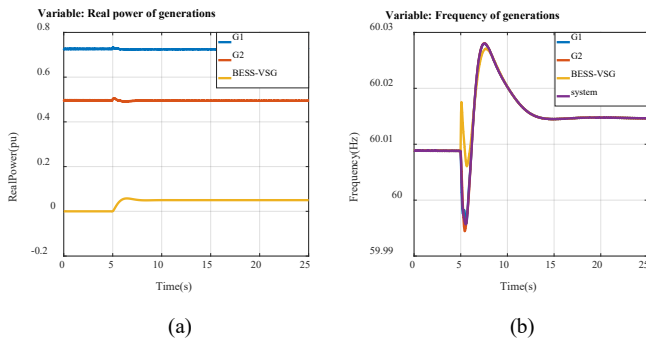 Variable: Real power of generations
0.8
0.6
0.4
0.2
0
-0.2
RealPower(pu)
0 5 10 15 20 25
Time(s)
G1
G2
BESS-VSG
(a)
Variable: Frequency of generations
60.03
60.02
60.01
60
59.99
Frequency(Hz)
0 5 10 15 20 25
Time(s)
G1
G2
BESS-VSG
system
(b)